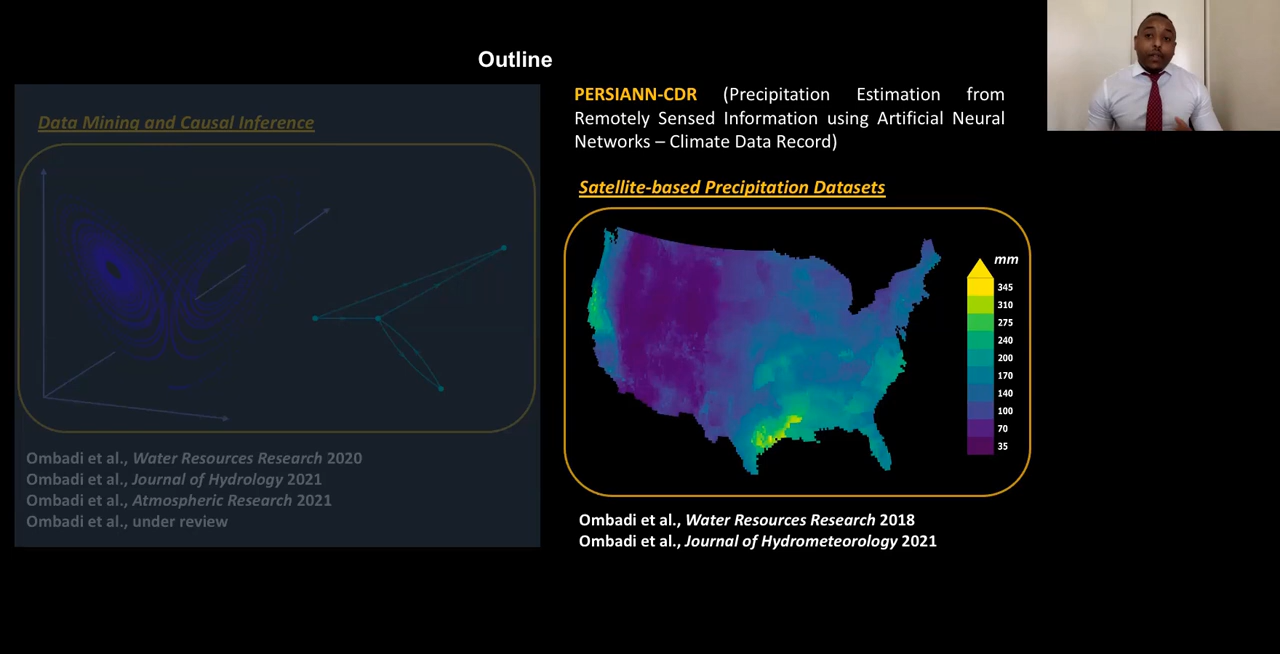 Outline
Data Mining and Causal Inference
Ombadi et al., Water Resources Research 2020
Ombadi et al., Journal of Hydrology 2021
Ombadi et al., Atmospheric Research 2021
Ombadi et al., under review
PERSIANN-CDR (Precipitation Estimation from
Remotely Sensed Information using Artificial Neural
Networks – Climate Data Record)
Satellite-based Precipitation Datasets
mm
345
310
275
240
200
170
140
100
70
35
Ombadi et al., Water Resources Research 2018
Ombadi et al., Journal of Hydrometeorology 2021